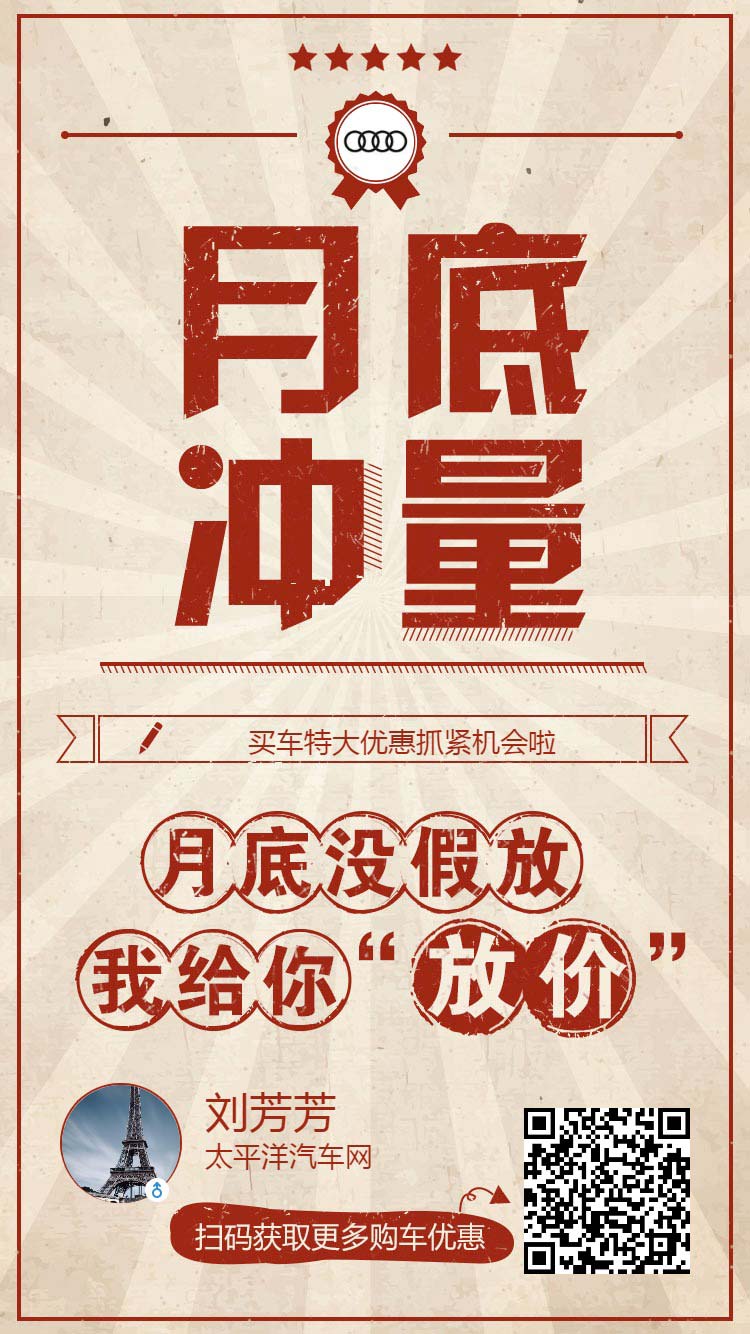 月底
冲量
买车特大优惠抓紧机会啦
月底没假放
我给你“放价”
刘芳芳
太平洋汽车网
扫码获取更多购车优惠